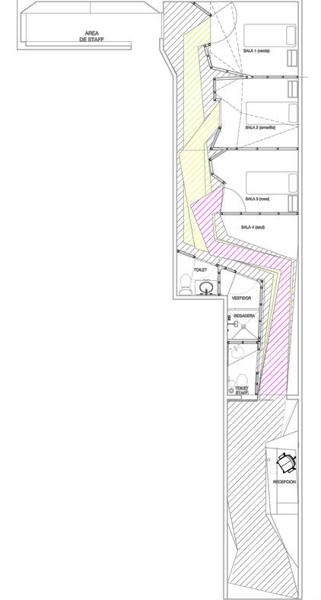 AREA
DE STAFF
SALA 1 (verde)
SALA 2 (amarilla)
SALA 3 (rosa)
SALA 4 (azul)
TOILET
VESTIDOR
REGADERA
TOILET
STAFF
RECEPCION